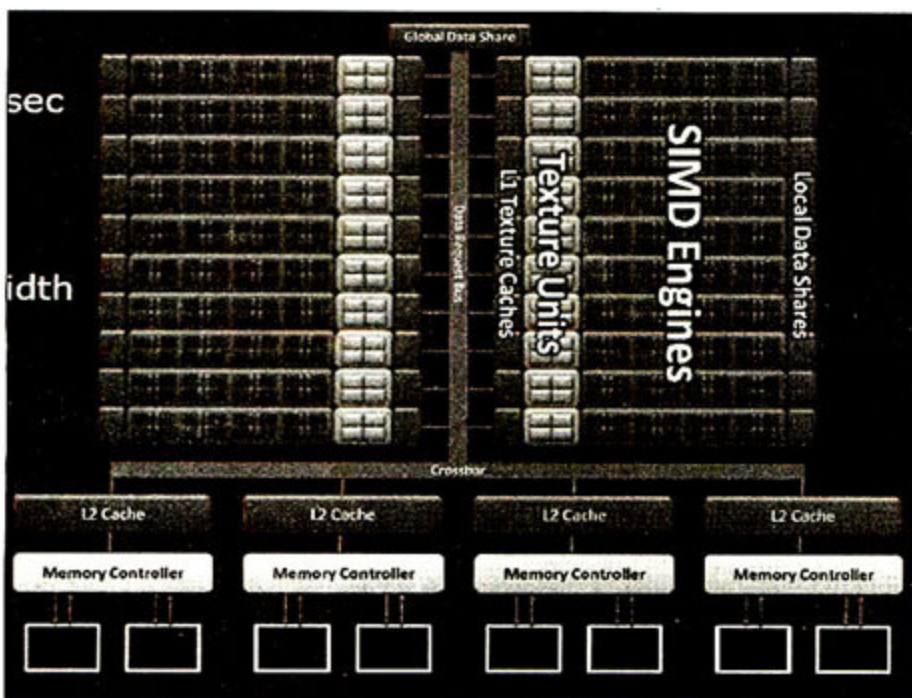 Global Data Share
sec
idth
Data Request Bus
L1 Texture Caches
Texture Units
SIMD Engines
Local Data Shares
Crossbar
L2 Cache
L2 Cache
L2 Cache
L2 Cache
Memory Controller
Memory Controller
Memory Controller
Memory Controller